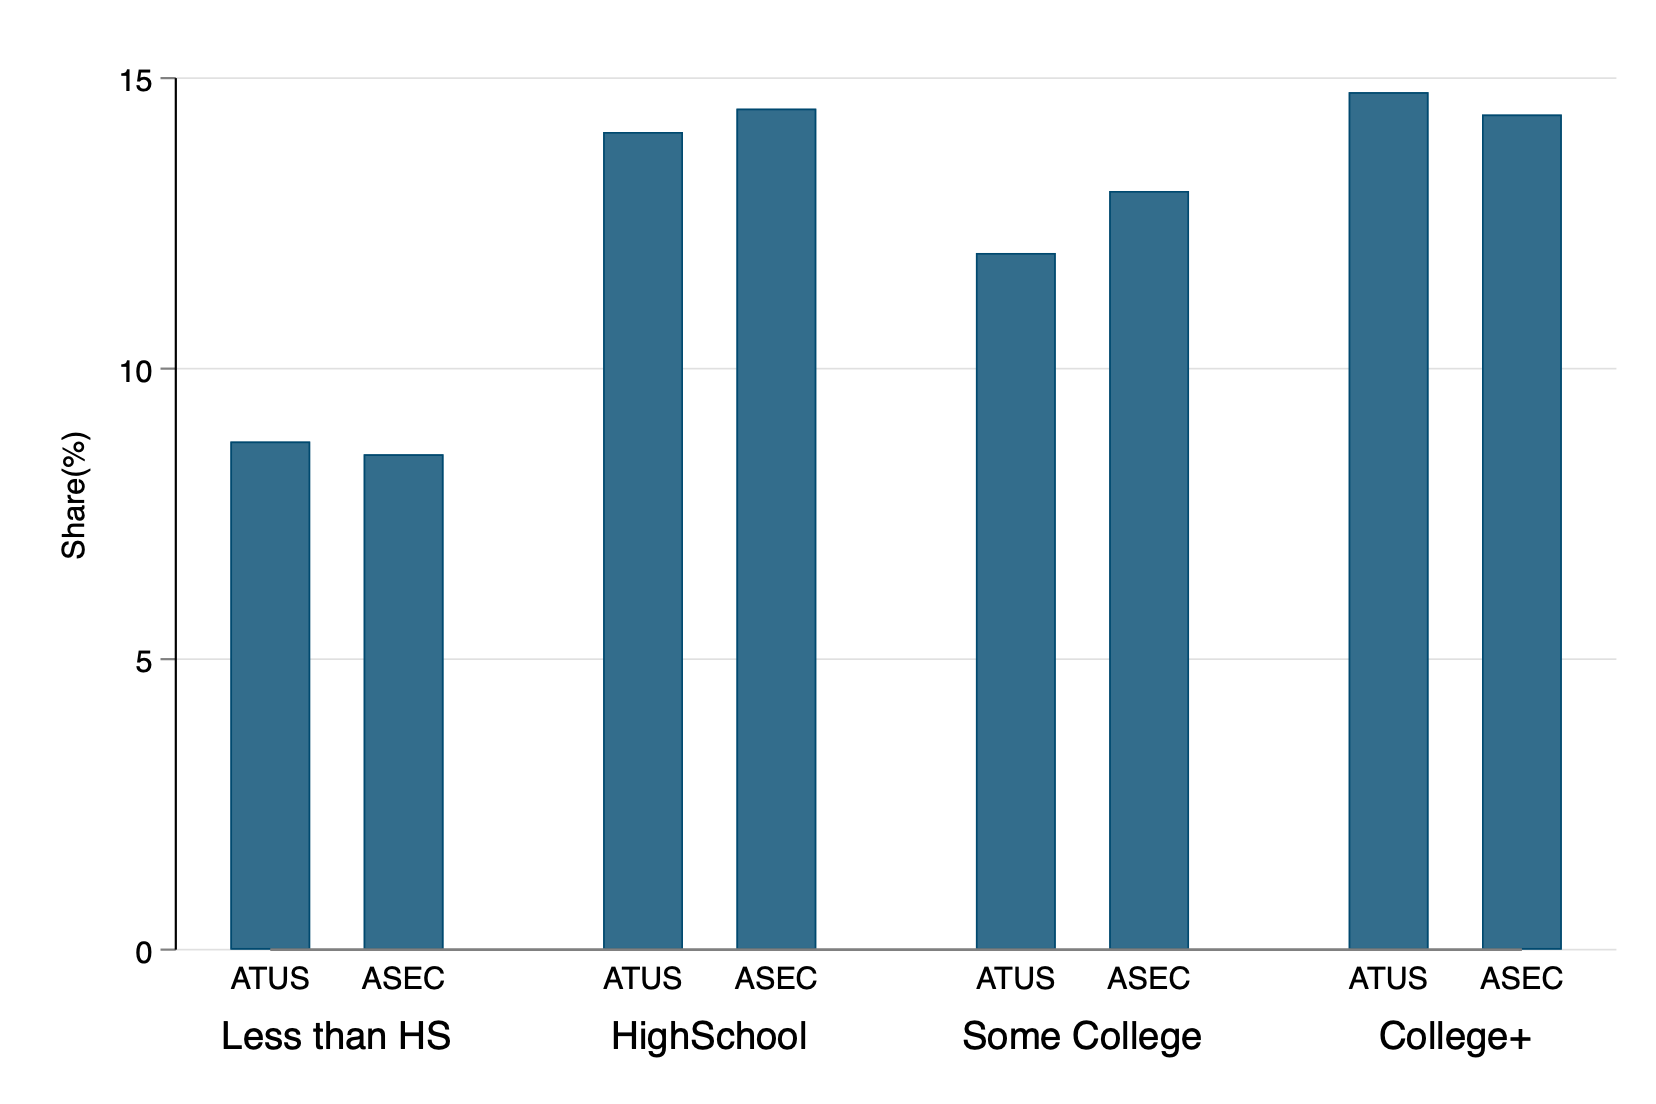 15
10
5
0
Share(%)
ATUS ASEC ATUS ASEC ATUS ASEC ATUS ASEC
Less than HS HighSchool Some College College+